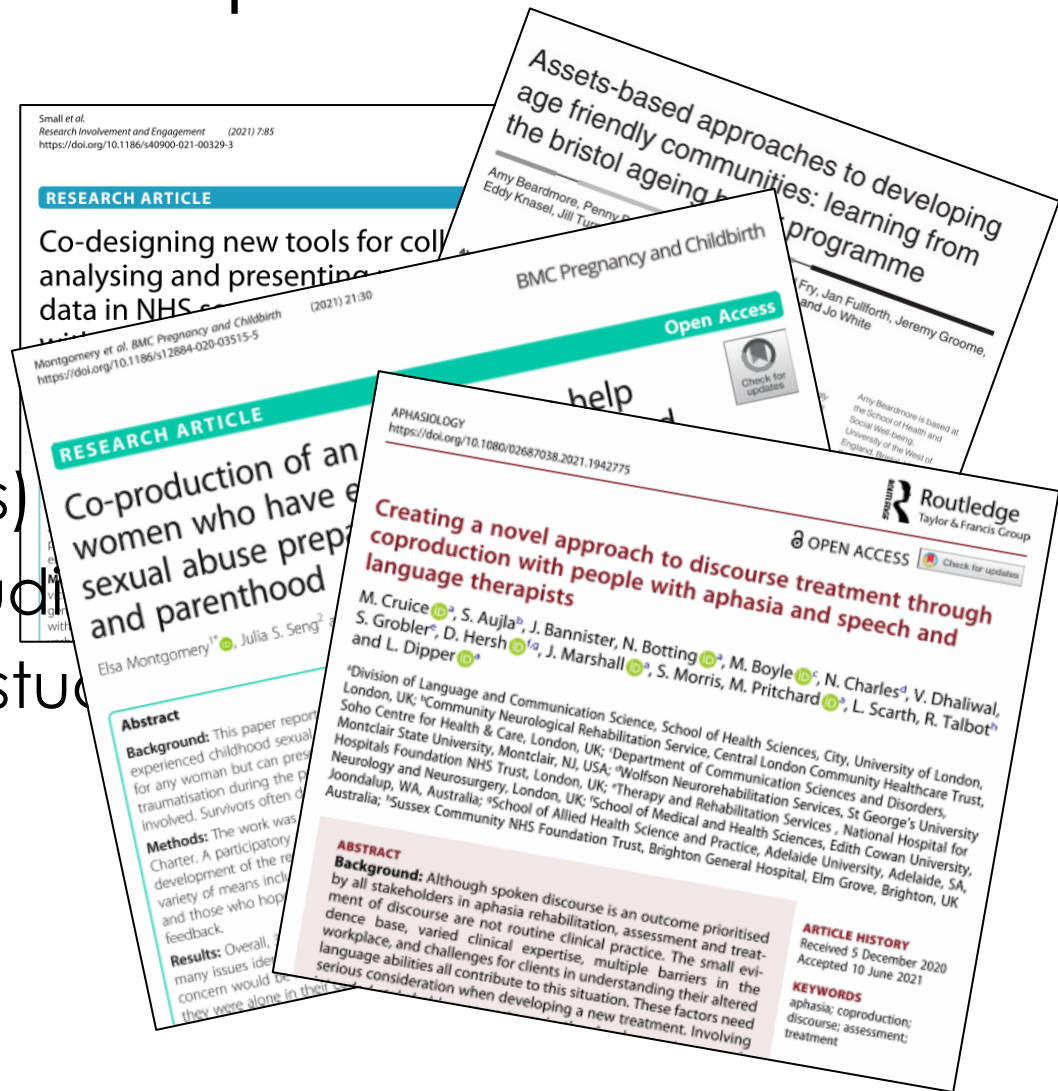 Small et al.
Research Involvement and Engagement (2021) 7:85
https://doi.org/10.1186/s40900-021-00329-3
RESEARCH ARTICLE
Co-designing new tools for
analysing and presenting
data in NHS
Assets-based approaches to developing
age friendly communities: learning from
the bristol ageing
programme
Amy Beardmore, Penny
Eddy Knasel, Jill
Fry, Jan Fullforth, Jeremy Groome,
and Jo White
Amy Beardmore is based at
the School of Health and
Social Well-being,
University of the West of
England,
Montgomery et al. BMC Pregnancy and Childbirth (2021) 21:30
https://doi.org/10.1186/s12884-020-03515-5
BMC Pregnancy and Childbirth
RESEARCH ARTICLE
Open Access
Check for
updates
Co-production of an
help
women who have
sexual abuse
and parenthood
Elsa Montgomery1*, Julia S. Seng2
Abstract
Background: This paper
experienced childhood sexual
for any woman but can
traumatisation during the
involved. Survivors often
Methods: The work was
Charter. A participatory
development of the
variety of means
and those who
feedback.
Results: Overall,
many issues
concern would
they were alone in their
APHASIOLOGY
https://doi.org/10.1080/02687038.2021.1942775
Routledge
Taylor & Francis Group
OPEN ACCESS
Check for updates
Creating a novel approach to discourse treatment through
coproduction with people with aphasia and speech and
language therapists
M. Cruice a, S. Aujla b, J. Bannister, N. Botting a, M. Boyle c, N. Charles d, V. Dhaliwal,
S. Grobler e, D. Hersh f,g, J. Marshall a, S. Morris, M. Pritchard a, L. Scarth, R. Talbot h
and L. Dipper a
aDivision of Language and Communication Science, School of Health Sciences, City, University of London,
London, UK; bCommunity Neurological Rehabilitation Service, Central London Community Healthcare Trust,
Soho Centre for Health & Care, London, UK; cDepartment of Communication Sciences and Disorders,
Montclair State University, Montclair, NJ, USA; dWolfson Neurorehabilitation Services, St George's University
Hospitals Foundation NHS Trust, London, UK; eTherapy and Rehabilitation Services , National Hospital for
Neurology and Neurosurgery, London, UK; fSchool of Medical and Health Sciences, Edith Cowan University,
Joondalup, WA, Australia; gSchool of Allied Health Science and Practice, Adelaide University, Adelaide, SA,
Australia; hSussex Community NHS Foundation Trust, Brighton General Hospital, Elm Grove, Brighton, UK
ABSTRACT
Background: Although spoken discourse is an outcome prioritised
by all stakeholders in aphasia rehabilitation, assessment and treat-
ment of discourse are not routine clinical practice. The small evi-
dence base, varied clinical expertise, multiple barriers in the
workplace, and challenges for clients in understanding their altered
language abilities all contribute to this situation. These factors need
serious consideration when developing a new treatment. Involving
ARTICLE HISTORY
Received 5 December 2020
Accepted 10 June 2021
KEYWORDS
aphasia; coproduction;
discourse; assessment;
treatment